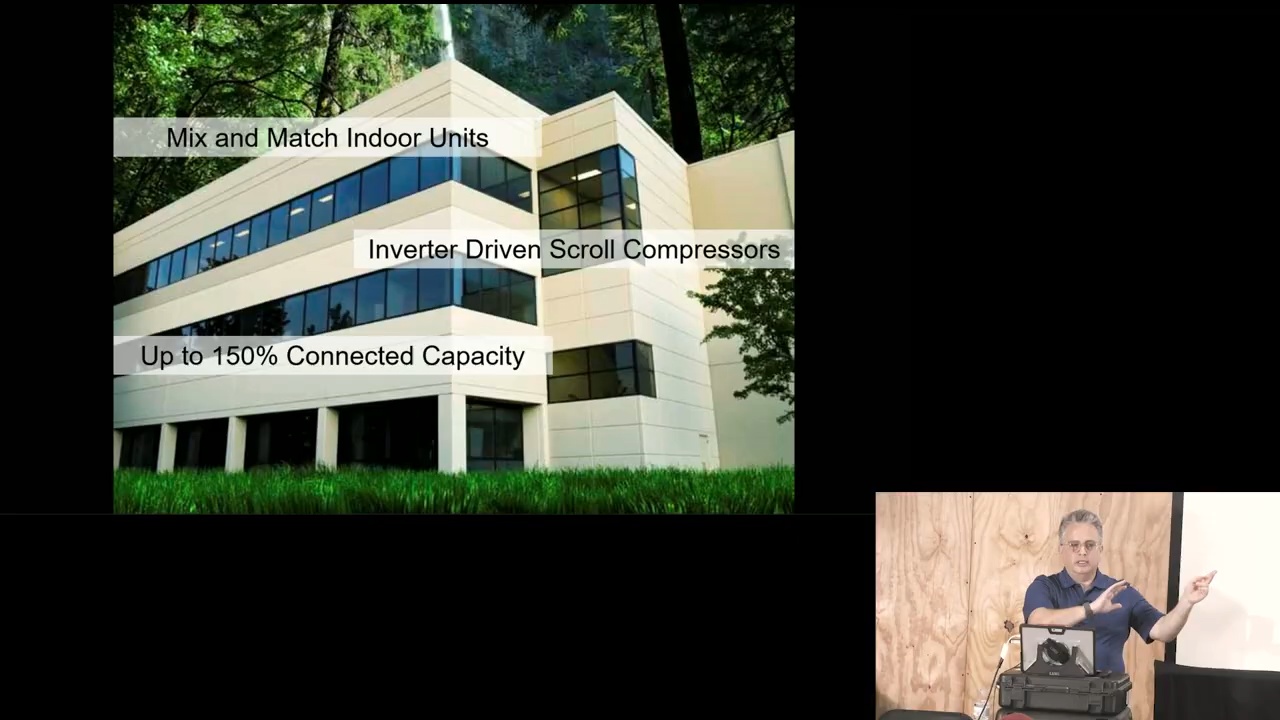 Mix and Match Indoor Units
Inverter Driven Scroll Compressors
Up to 150% Connected Capacity